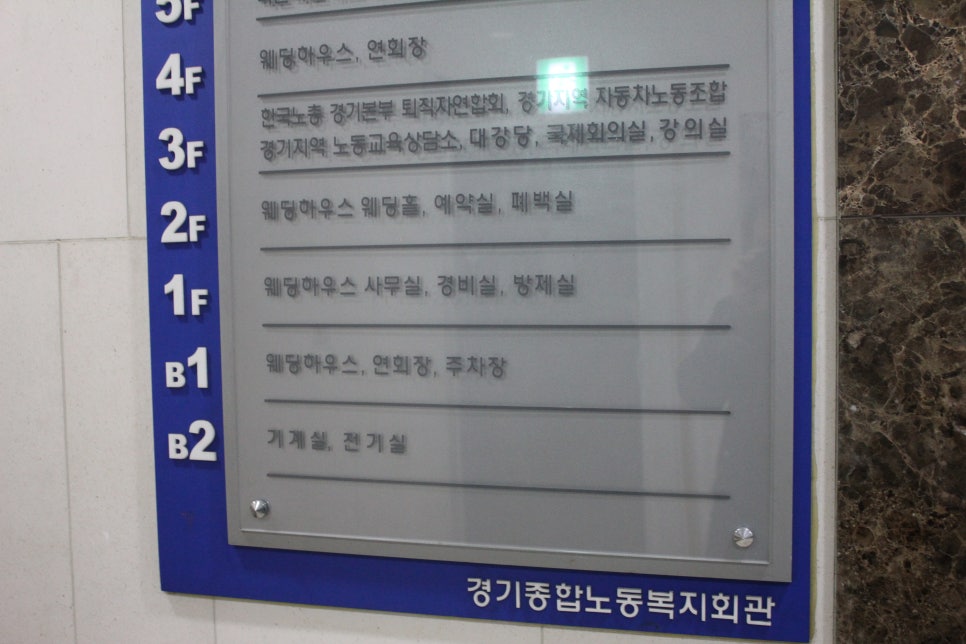 5F
4F 웨딩하우스, 연회장
3F 한국노총 경기본부 퇴직자연합회, 경기지역 자동차노동조합
경기지역 노동교육상담소, 대강당, 국제회의실, 강의실
2F 웨딩하우스 웨딩홀, 예약실, 폐백실
1F 웨딩하우스 사무실, 경비실, 방제실
B1 웨딩하우스, 연회장, 주차장
B2 기계실, 전기실
경기종합노동복지회관